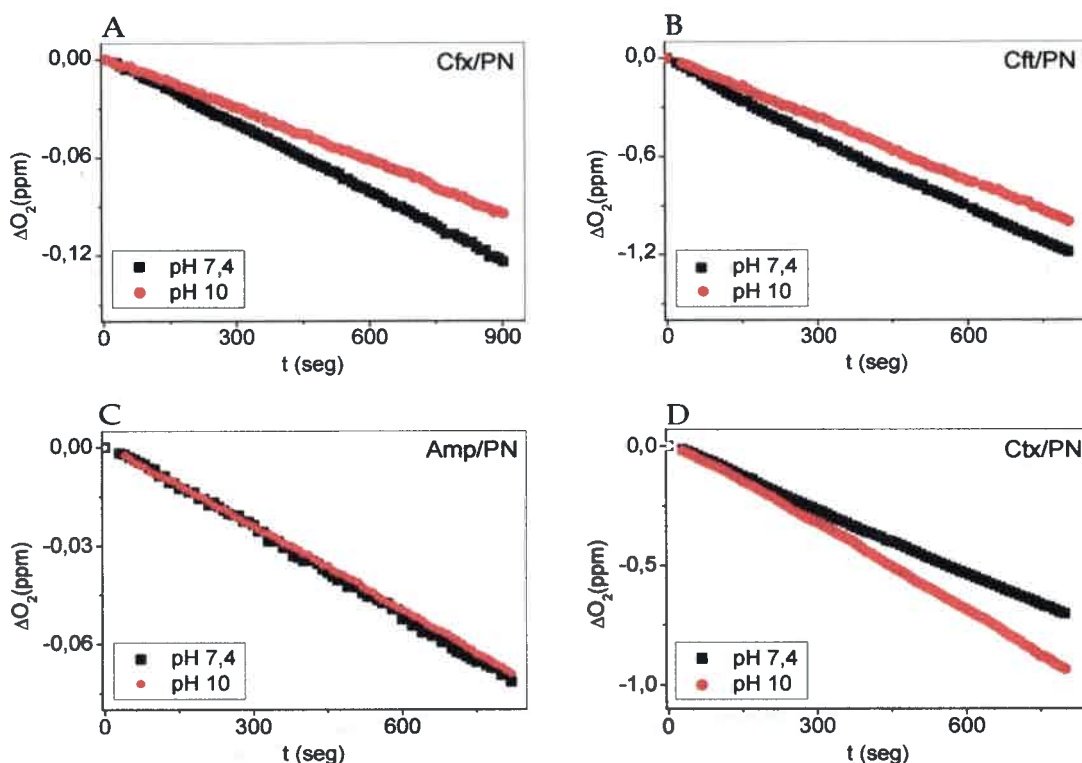 A
Cfx/PN
0,00
-0,06
-0,12
ΔO₂(ppm)
pH 7,4
pH 10
0
300
600
900
t (seg)
B
Cft/PN
0,0
-0,6
-1,2
ΔO₂(ppm)
pH 7,4
pH 10
0
300
600
t (seg)
C
Amp/PN
0,00
-0,03
-0,06
ΔO₂(ppm)
pH 7,4
pH 10
0
300
600
t (seg)
D
Ctx/PN
0,0
-0,5
-1,0
ΔO₂(ppm)
pH 7,4
pH 10
0
300
600
t (seg)